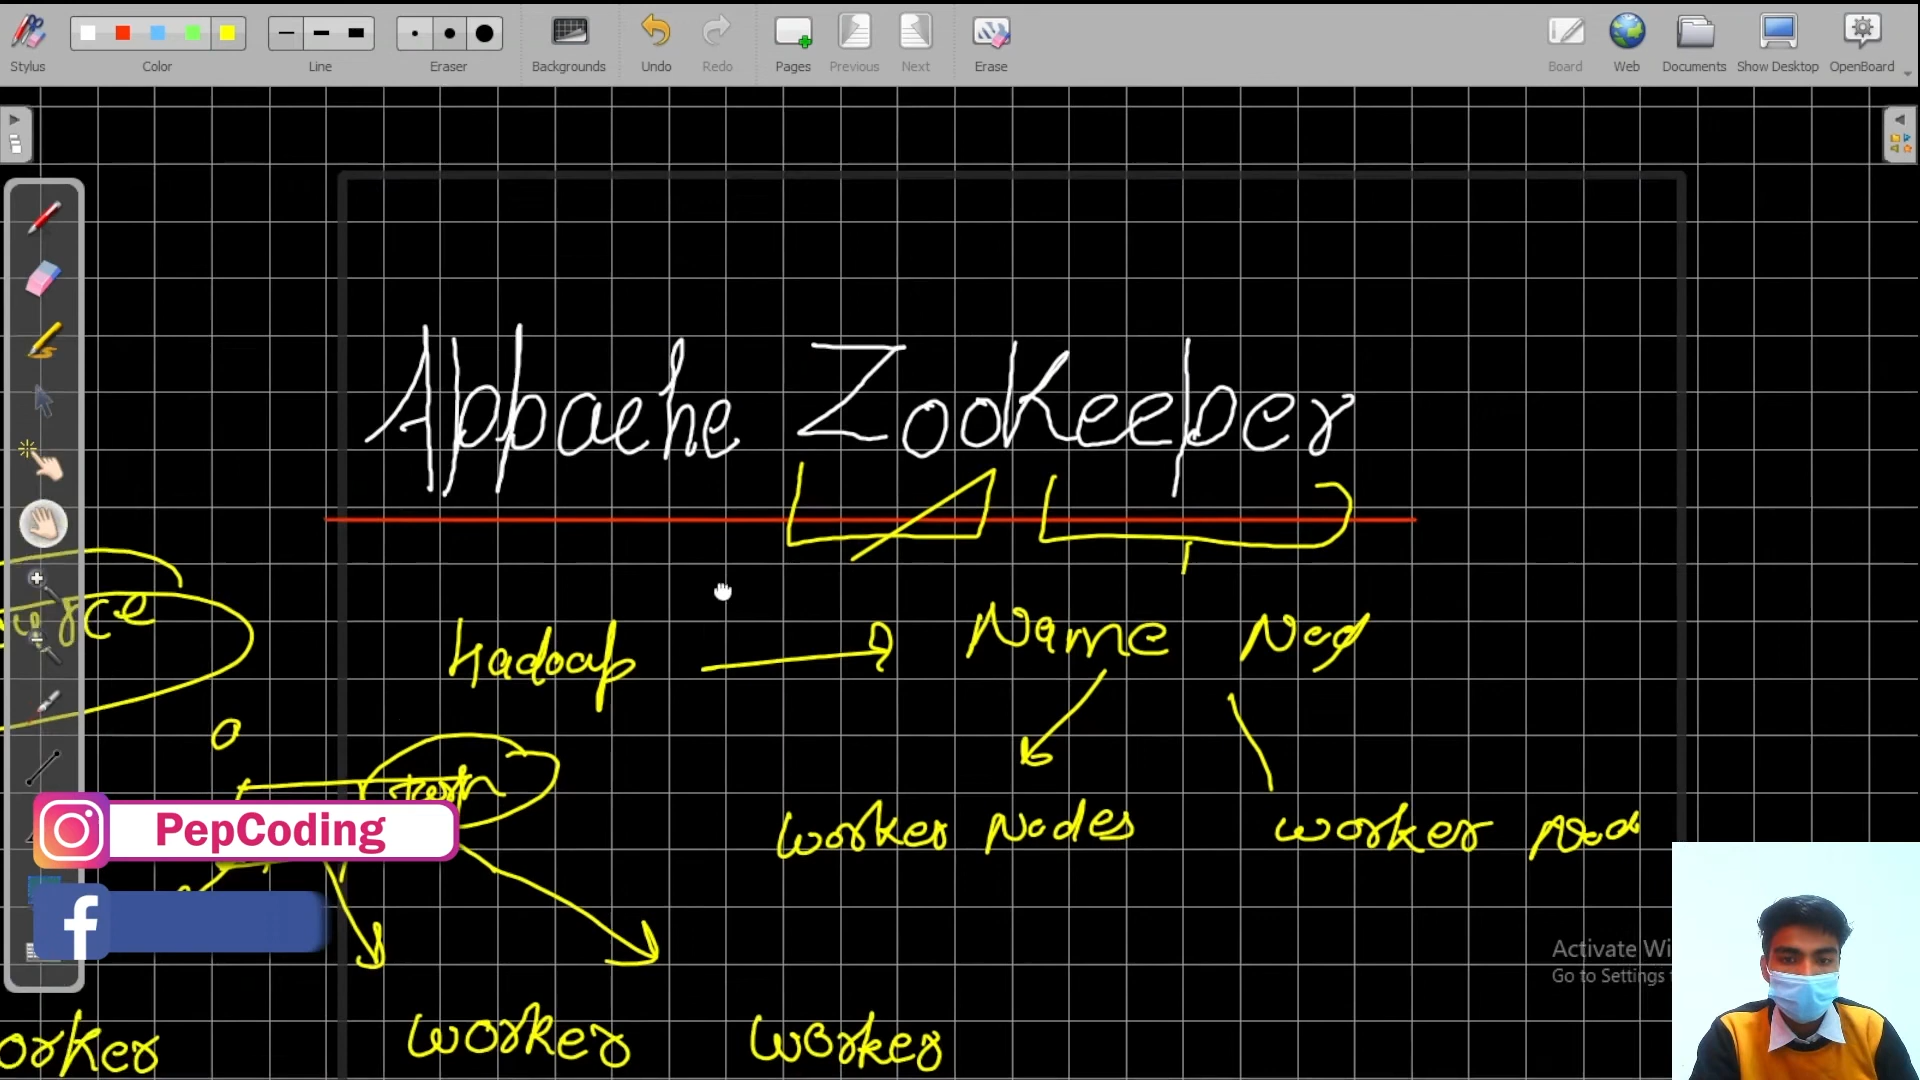 Stylus Color Line Eraser Backgrounds Undo Redo Pages Previous Next Erase Board Web Documents Show Desktop OpenBoard
Appache ZooKeeper
hadoop Name Nod
worker Nodes worker Nod
PepCoding
f
Activate Wi
Go to Settings
orker worker worker